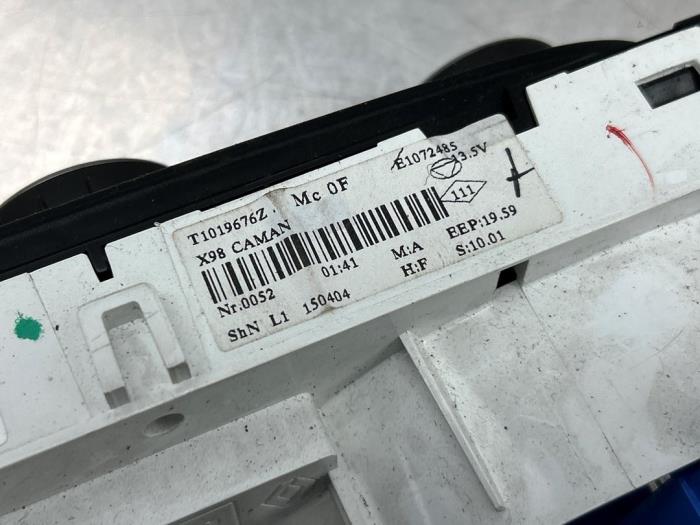 T1019676Z . Mc 0F E1072485
13.5V
X98 CAMAN
111
Nr.0052 01:41 M:A EEP:19.59
ShN L1 150404 H:F S:10.01